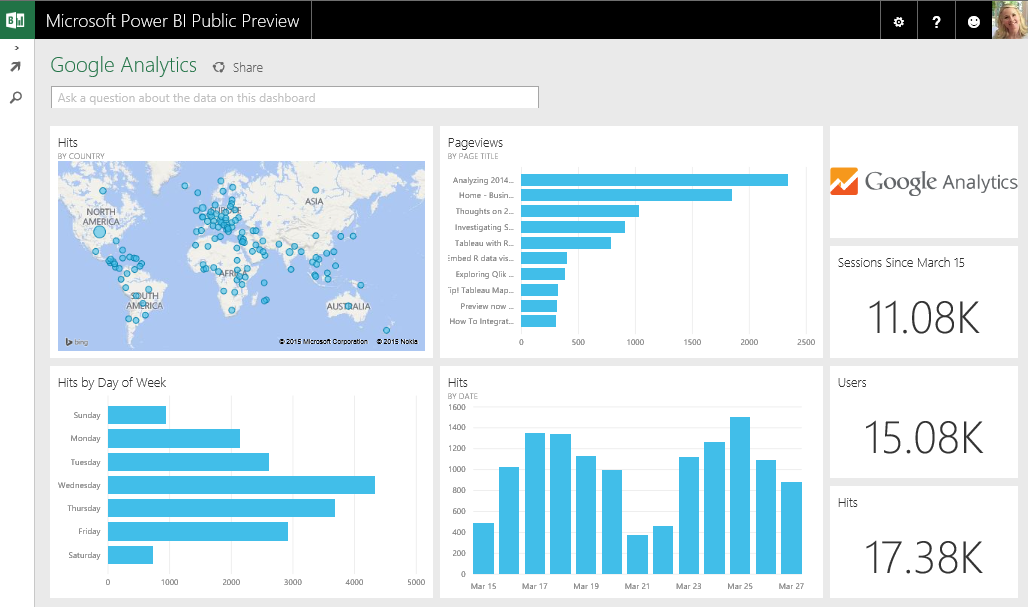 Microsoft Power BI Public Preview
?
Google Analytics
Share
Ask a question about the data on this dashboard
Hits
BY COUNTRY
NORTH
AMERICA
EUROPE
ASIA
AFRICA
SOUTH
AMERICA
AUSTRALIA
bing
© 2015 Microsoft Corporation © 2015 Nokia
Pageviews
BY PAGE TITLE
Analyzing 2014...
Home - Busin...
Thoughts on 2...
Investigating S...
Tableau with R...
Embed R data vis...
Exploring Qlik ...
Tip! Tableau Map...
Preview now ...
How To Integrat...
0 500 1000 1500 2000 2500
Google Analytics
Sessions Since March 15
11.08K
Hits by Day of Week
Sunday
Monday
Tuesday
Wednesday
Thursday
Friday
Saturday
0 1000 2000 3000 4000 5000
Hits
BY DATE
1600
1400
1200
1000
800
600
400
200
0
Mar 15 Mar 17 Mar 19 Mar 21 Mar 23 Mar 25 Mar 27
Users
15.08K
Hits
17.38K